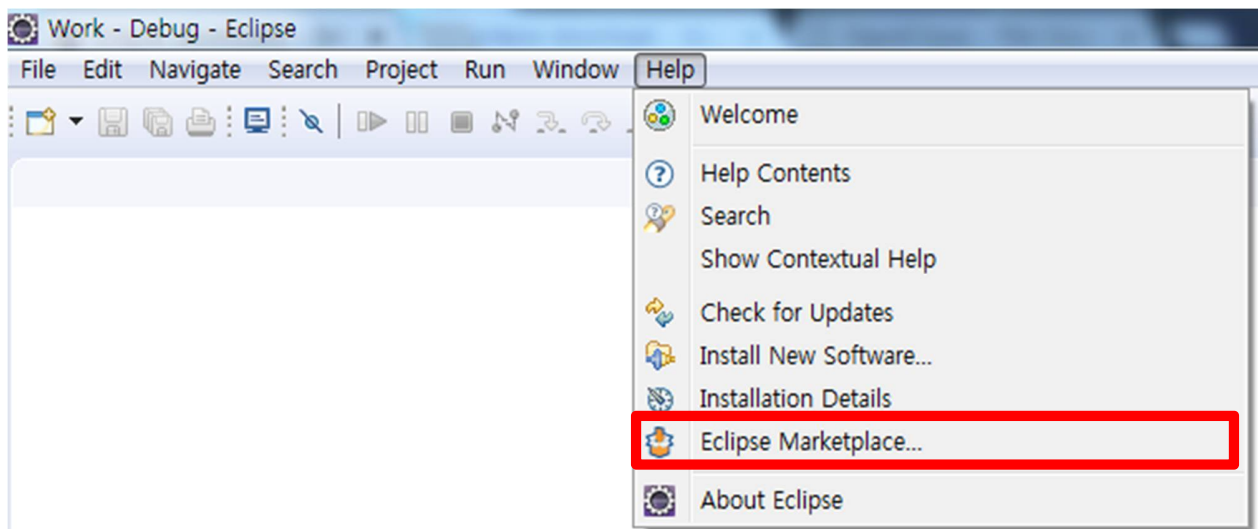 Work - Debug - Eclipse
File Edit Navigate Search Project Run Window Help
Welcome
Help Contents
Search
Show Contextual Help
Check for Updates
Install New Software...
Installation Details
Eclipse Marketplace...
About Eclipse